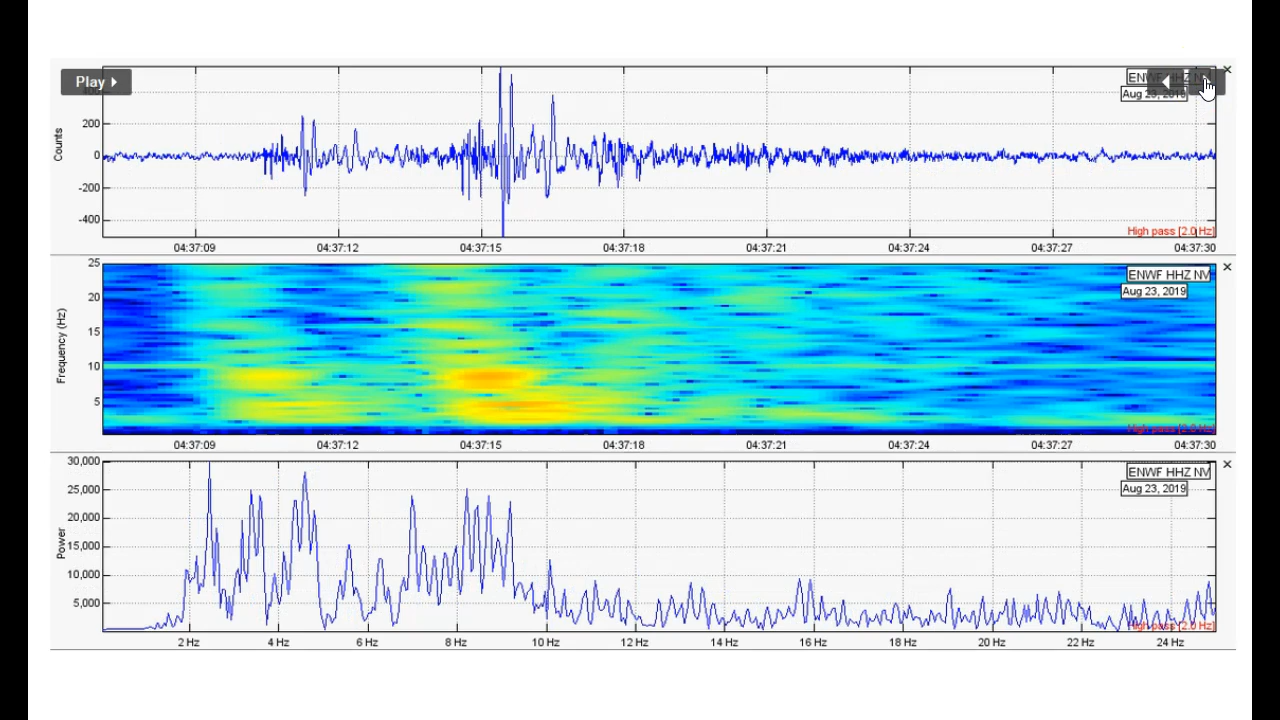 Play
ENWF HHZ NV
Aug 23, 2019
Counts
200
0
-200
-400
High pass [2.0 Hz]
04:37:09 04:37:12 04:37:15 04:37:18 04:37:21 04:37:24 04:37:27 04:37:30
ENWF HHZ NV
Aug 23, 2019
Frequency (Hz)
25
20
15
10
5
High pass [2.0 Hz]
04:37:09 04:37:12 04:37:15 04:37:18 04:37:21 04:37:24 04:37:27 04:37:30
ENWF HHZ NV
Aug 23, 2019
Power
30,000
25,000
20,000
15,000
10,000
5,000
High pass [2.0 Hz]
2 Hz 4 Hz 6 Hz 8 Hz 10 Hz 12 Hz 14 Hz 16 Hz 18 Hz 20 Hz 22 Hz 24 Hz